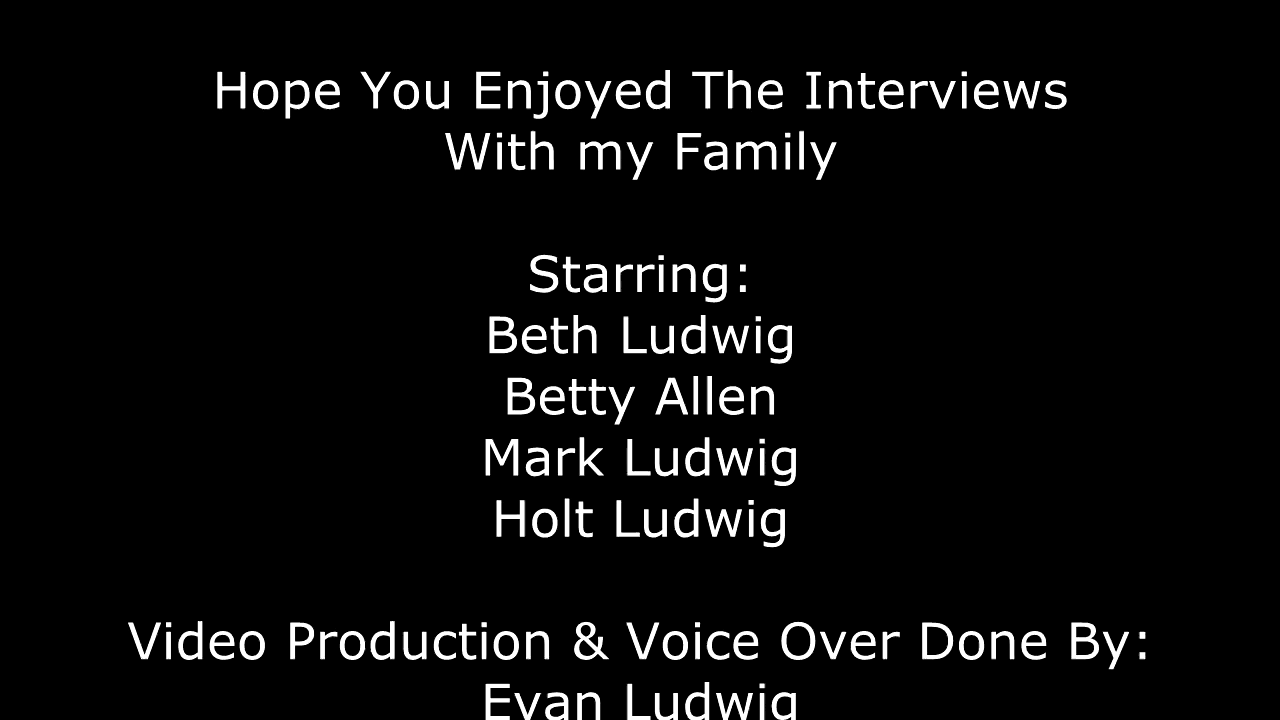 Hope You Enjoyed The Interviews
With my Family
Starring:
Beth Ludwig
Betty Allen
Mark Ludwig
Holt Ludwig
Video Production & Voice Over Done By:
Evan Ludwig